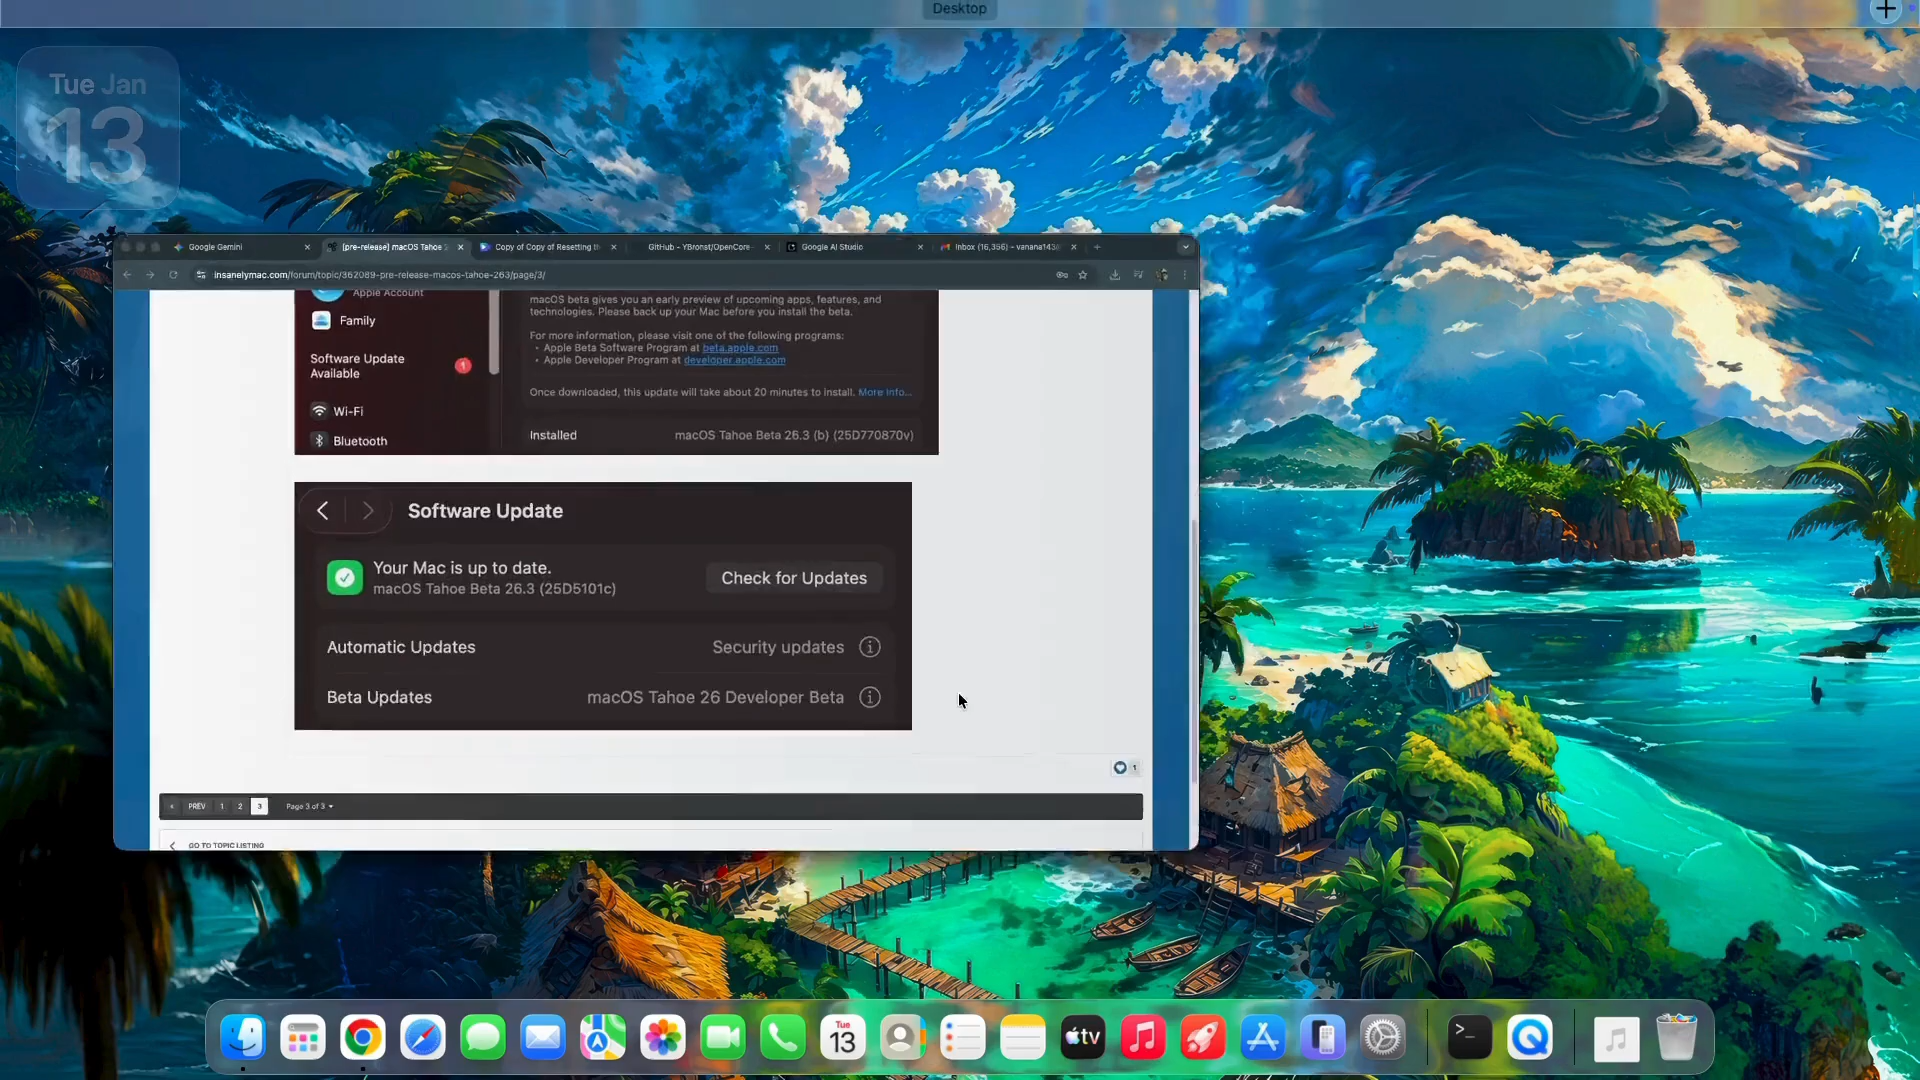 Desktop
Tue Jan
13
Google Gemini
[pre-release] macOS Tahoe 2
Copy of Copy of Resetting th
GitHub - YBronst/OpenCore-
Google AI Studio
Inbox (16,356) - vanana143@
insanelymac.com/forum/topic/362089-pre-release-macos-tahoe-263/page/3/
Apple Account
Family
Software Update
Available
1
Wi-Fi
Bluetooth
macOS beta gives you an early preview of upcoming apps, features, and
technologies. Please back up your Mac before you install the beta.
For more information, please visit one of the following programs:
• Apple Beta Software Program at beta.apple.com
• Apple Developer Program at developer.apple.com
Once downloaded, this update will take about 20 minutes to install. More Info...
Installed macOS Tahoe Beta 26.3 (b) (25D770870v)
Software Update
Your Mac is up to date.
macOS Tahoe Beta 26.3 (25D5101c)
Check for Updates
Automatic Updates Security updates
Beta Updates macOS Tahoe 26 Developer Beta
1
« PREV 1 2 3 Page 3 of 3
GO TO TOPIC LISTING
Tue
13
tv